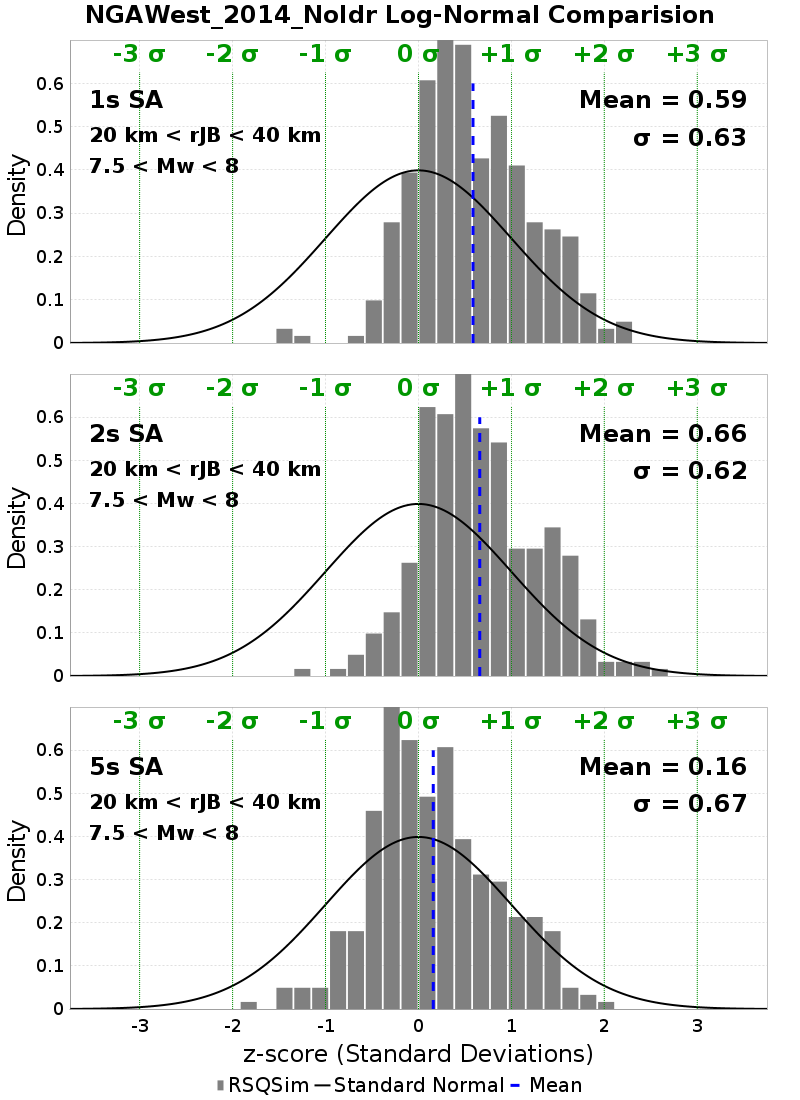 NGAWest_2014_NoIdr Log-Normal Comparision
-3 σ -2 σ -1 σ 0 σ +1 σ +2 σ +3 σ
1s SA
Mean = 0.59
20 km < rJB < 40 km
σ = 0.63
7.5 < Mw < 8
Density
0.6
0.5
0.4
0.3
0.2
0.1
0
-3 σ -2 σ -1 σ 0 σ +1 σ +2 σ +3 σ
2s SA
Mean = 0.66
20 km < rJB < 40 km
σ = 0.62
7.5 < Mw < 8
Density
0.6
0.5
0.4
0.3
0.2
0.1
0
-3 σ -2 σ -1 σ 0 σ +1 σ +2 σ +3 σ
5s SA
Mean = 0.16
20 km < rJB < 40 km
σ = 0.67
7.5 < Mw < 8
Density
0.6
0.5
0.4
0.3
0.2
0.1
0
-3 -2 -1 0 1 2 3
z-score (Standard Deviations)
RSQSim Standard Normal Mean